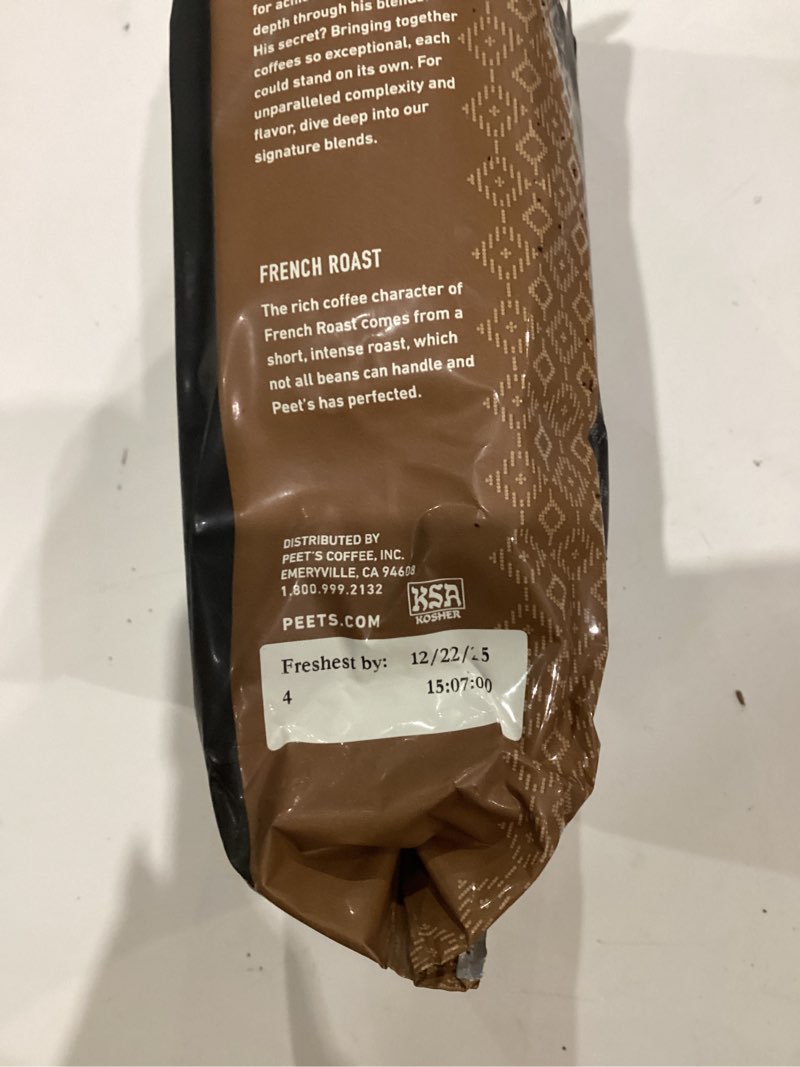 for
depth through his
His secret? Bringing together
coffees so exceptional, each
could stand on its own. For
unparalleled complexity and
flavor, dive deep into our
signature blends.
FRENCH ROAST
The rich coffee character of
French Roast comes from a
short, intense roast, which
not all beans can handle and
Peet's has perfected.
DISTRIBUTED BY
PEET'S COFFEE, INC.
EMERYVILLE, CA 94608
1.800.999.2132
KSA
KOSHER
PEETS.COM
Freshest by: 12/22/25
4 15:07:00